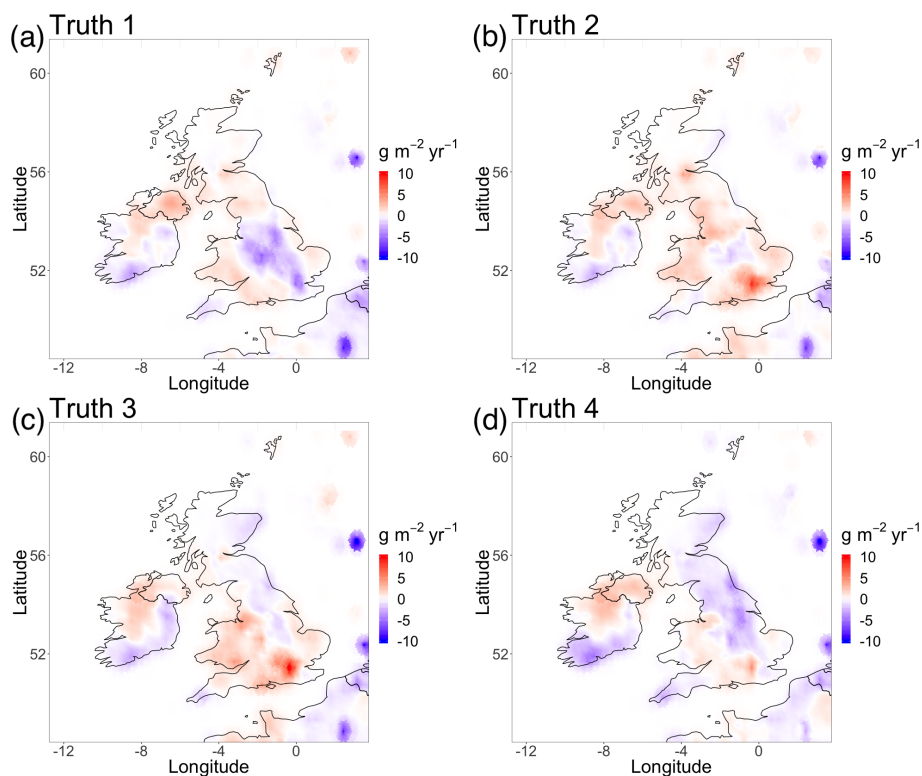 (a) Truth 1
60
56
52
Latitude
-12 -8 -4 0
Longitude
g m⁻² yr⁻¹
10
5
0
-5
-10
(b) Truth 2
60
56
52
Latitude
-12 -8 -4 0
Longitude
g m⁻² yr⁻¹
10
5
0
-5
-10
(c) Truth 3
60
56
52
Latitude
-12 -8 -4 0
Longitude
g m⁻² yr⁻¹
10
5
0
-5
-10
(d) Truth 4
60
56
52
Latitude
-12 -8 -4 0
Longitude
g m⁻² yr⁻¹
10
5
0
-5
-10